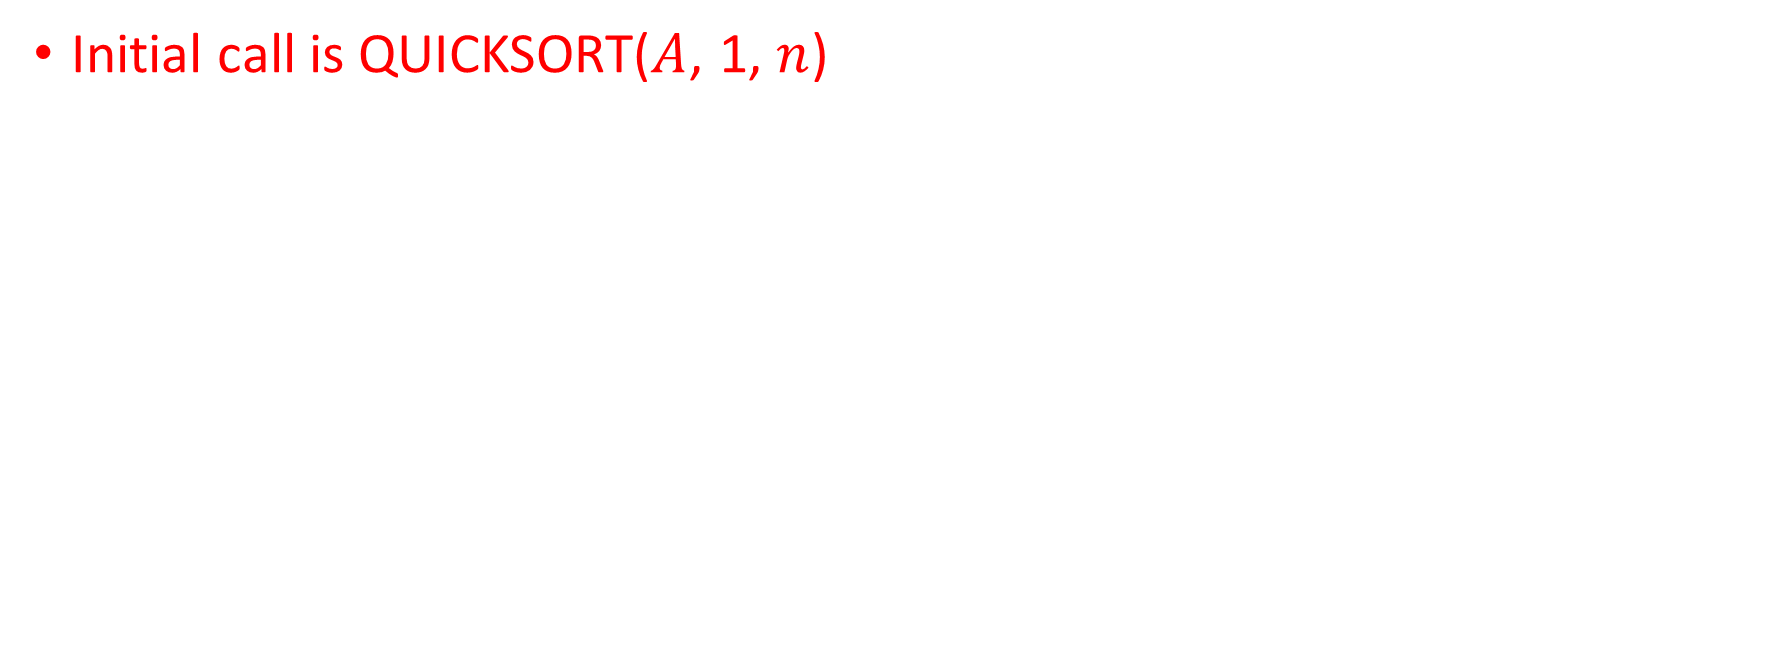 • Initial call is QUICKSORT(A, 1, n)